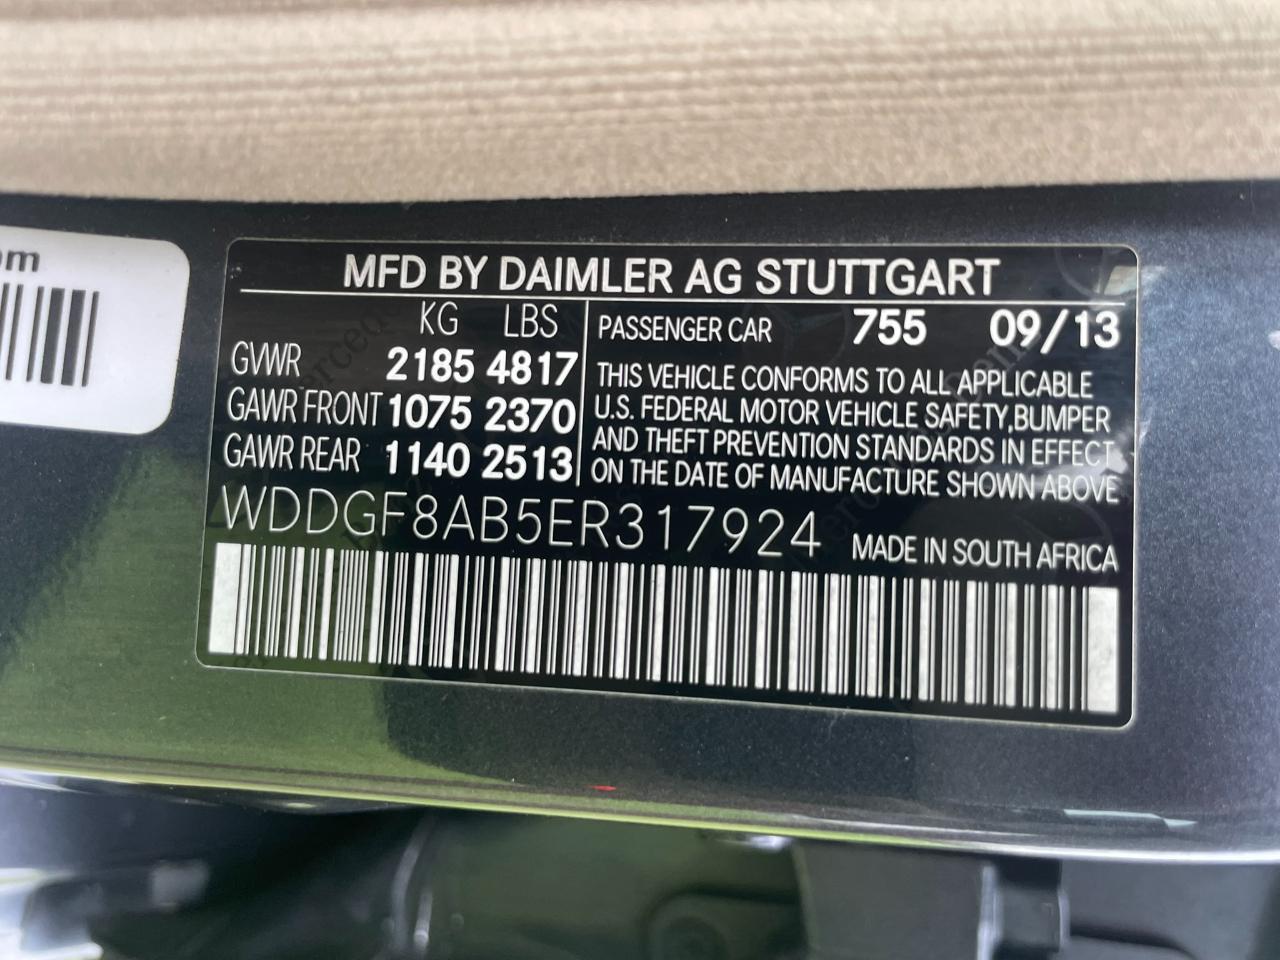 om
MFD BY DAIMLER AG STUTTGART
KG LBS
GVWR 2185 4817
GAWR FRONT 1075 2370
GAWR REAR 1140 2513
PASSENGER CAR 755 09/13
THIS VEHICLE CONFORMS TO ALL APPLICABLE
U.S. FEDERAL MOTOR VEHICLE SAFETY,BUMPER
AND THEFT PREVENTION STANDARDS IN EFFECT
ON THE DATE OF MANUFACTURE SHOWN ABOVE
WDDGF8AB5ER317924 MADE IN SOUTH AFRICA